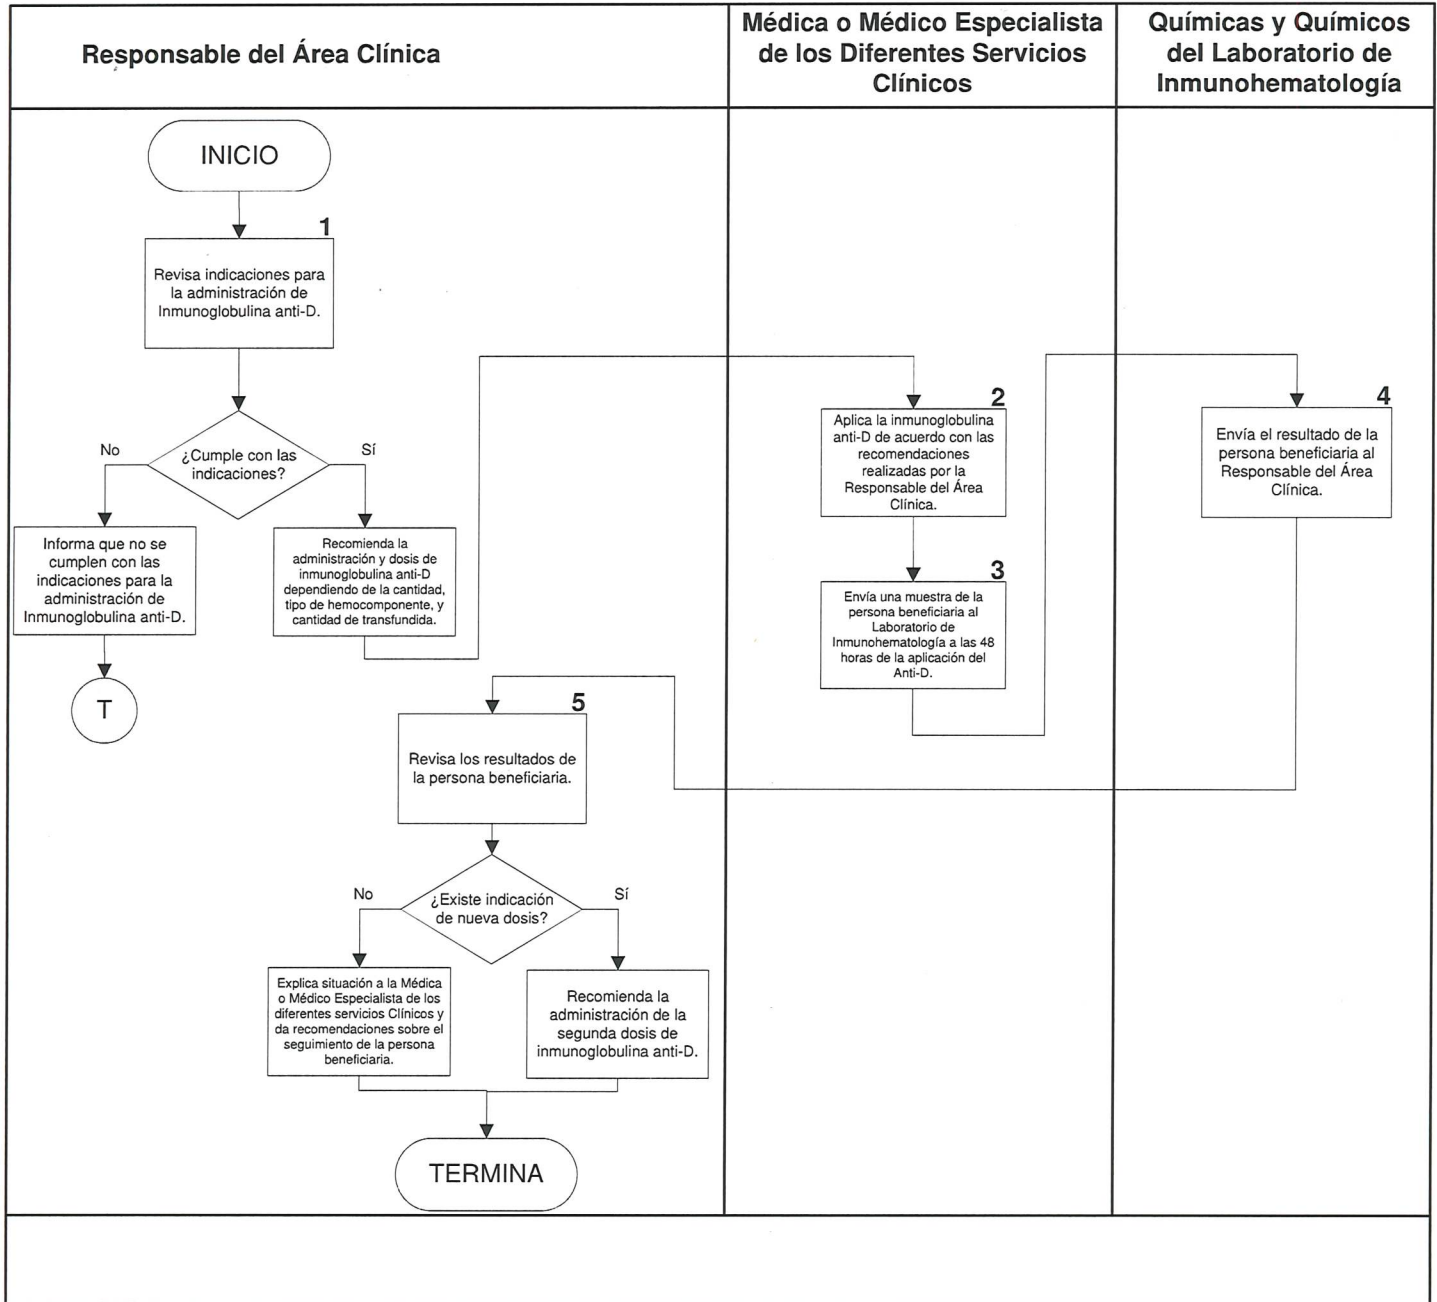 Responsable del Área Clínica
Médica o Médico Especialista
de los Diferentes Servicios
Clínicos
Químicas y Químicos
del Laboratorio de
Inmunohematología
INICIO
1
Revisa indicaciones para
la administración de
Inmunoglobulina anti-D.
¿Cumple con las
indicaciones?
No
Sí
Informa que no se
cumplen con las
indicaciones para la
administración de
Inmunoglobulina anti-D.
T
Recomienda la
administración y dosis de
inmunoglobulina anti-D
dependiendo de la cantidad,
tipo de hemocomponente, y
cantidad de transfundida.
2
Aplica la inmunoglobulina
anti-D de acuerdo con las
recomendaciones
realizadas por la
Responsable del Área
Clínica.
3
Envía una muestra de la
persona beneficiaria al
Laboratorio de
Inmunohematología a las 48
horas de la aplicación del
Anti-D.
4
Envía el resultado de la
persona beneficiaria al
Responsable del Área
Clínica.
5
Revisa los resultados de
la persona beneficiaria.
¿Existe indicación
de nueva dosis?
No
Sí
Explica situación a la Médica
o Médico Especialista de los
diferentes servicios Clínicos y
da recomendaciones sobre el
seguimiento de la persona
beneficiaria.
Recomienda la
administración de la
segunda dosis de
inmunoglobulina anti-D.
TERMINA